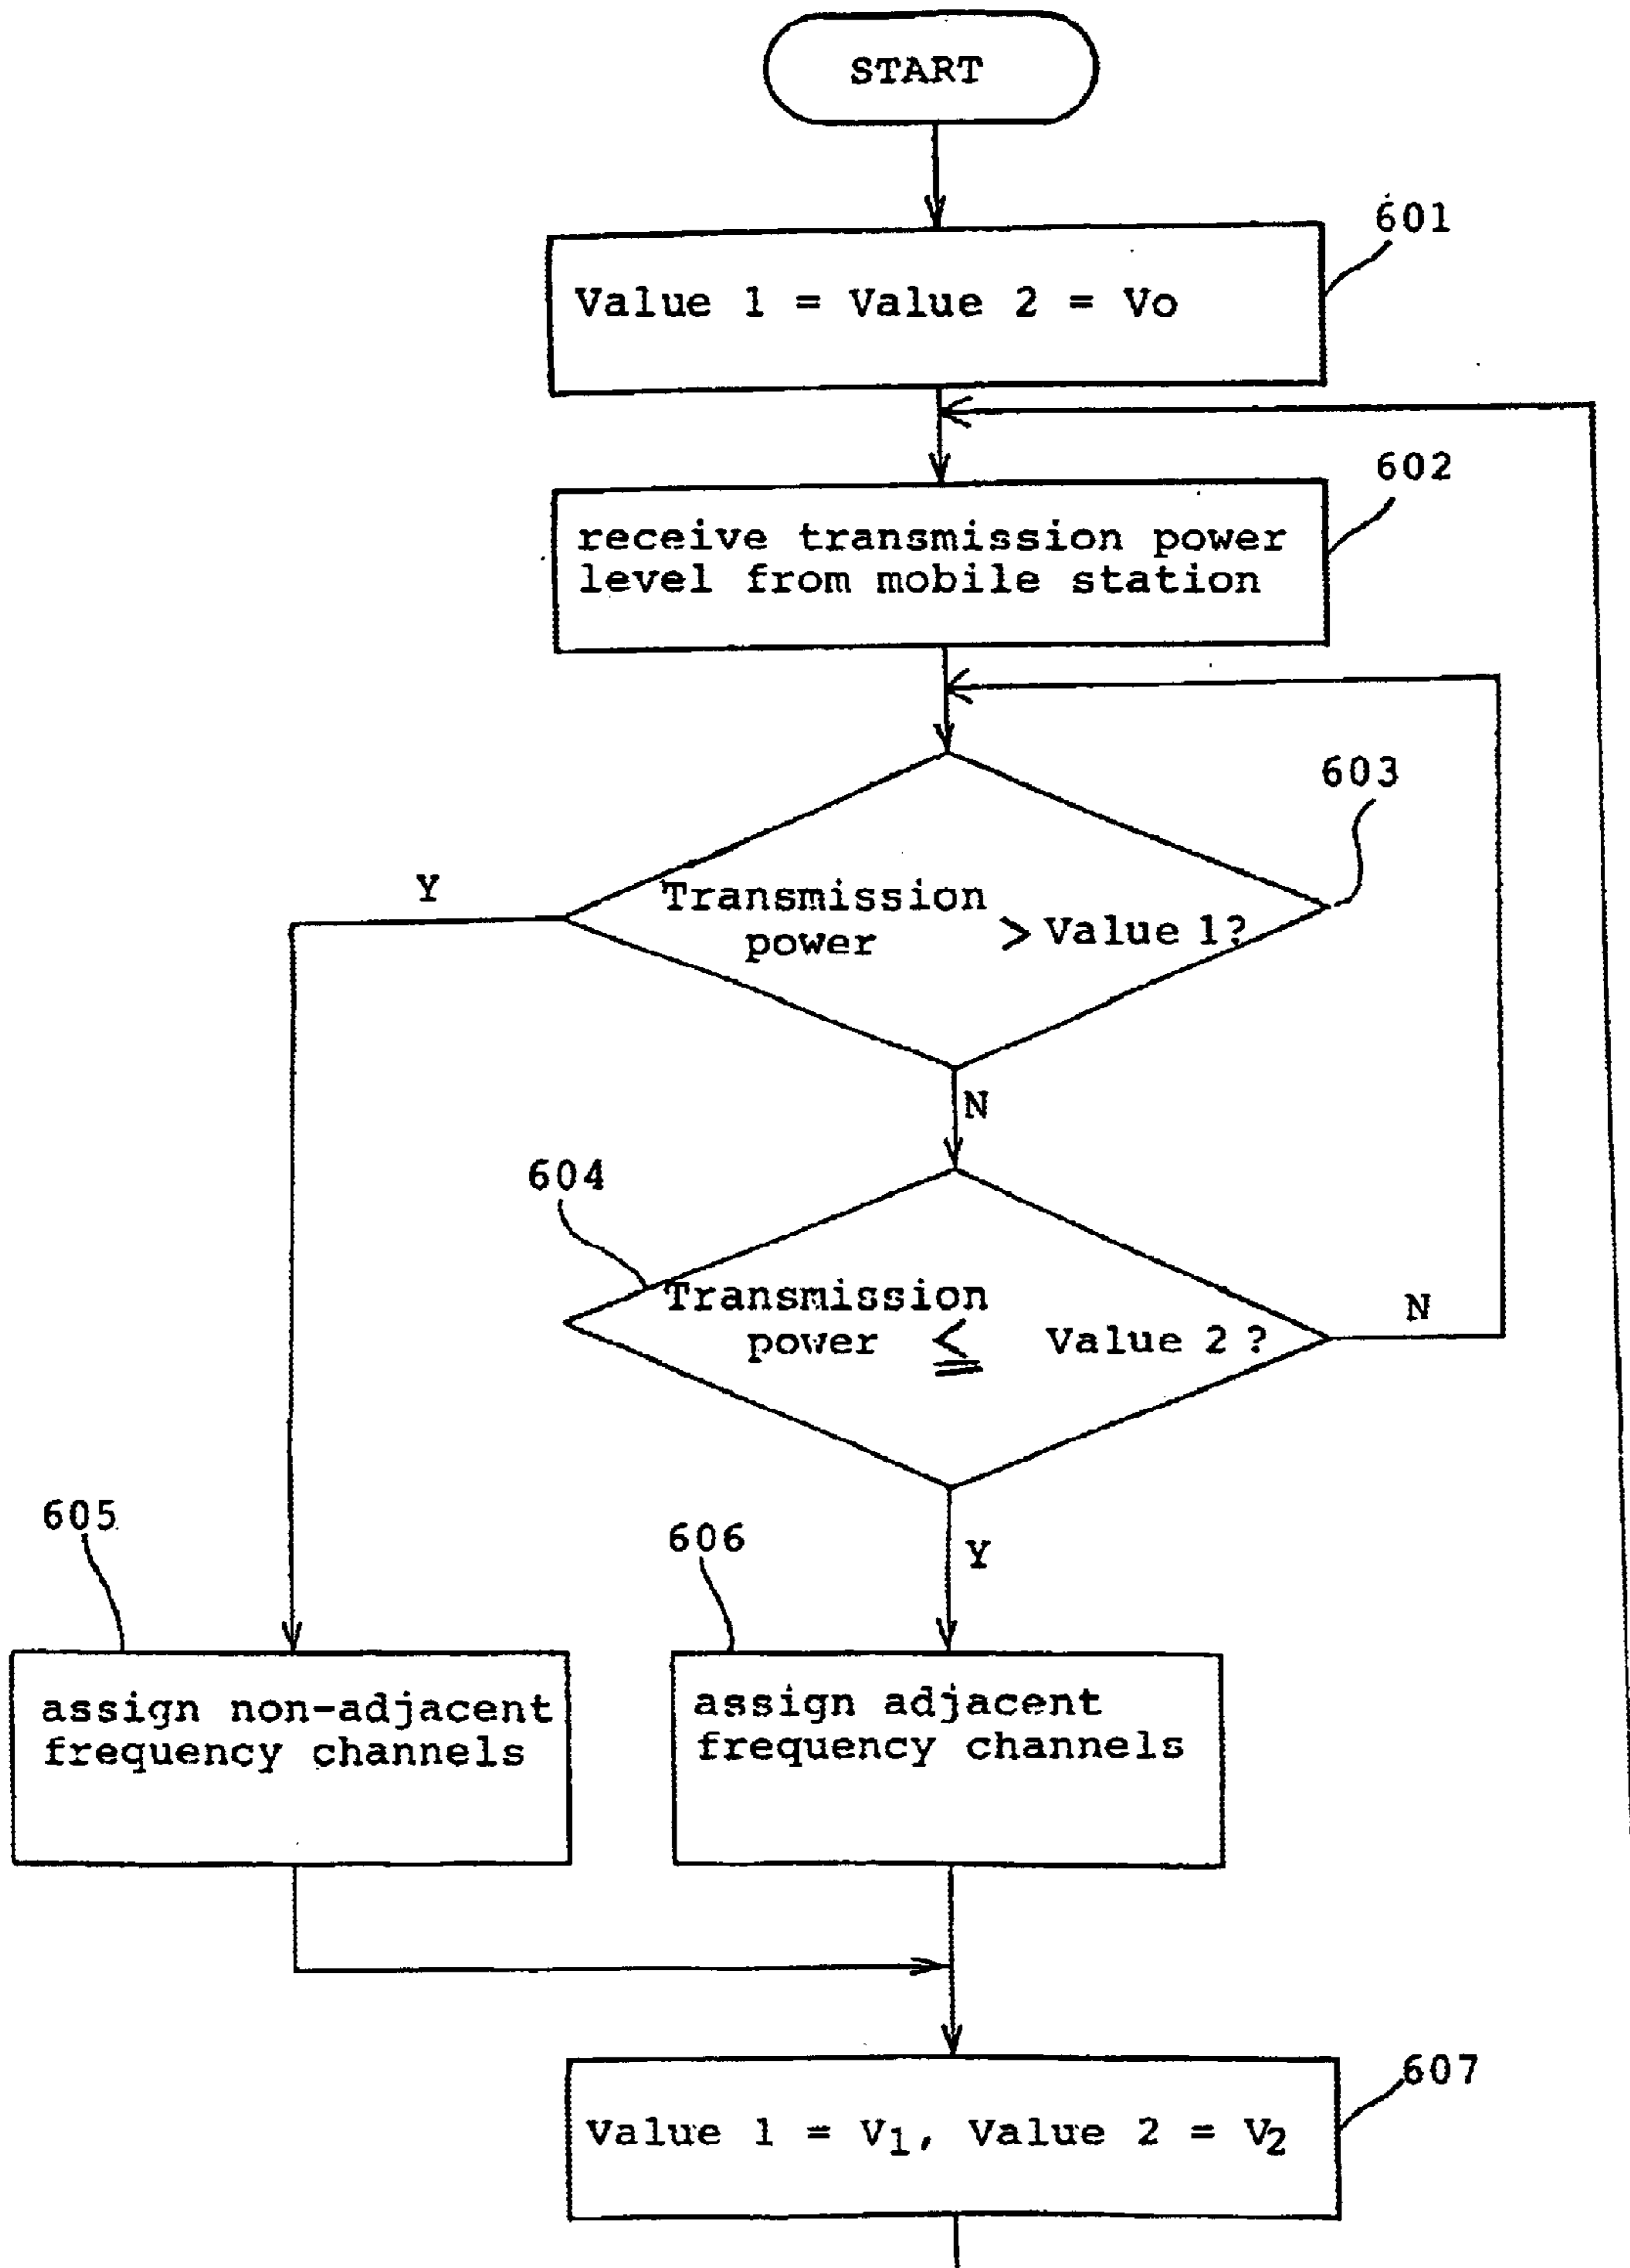 START
601
Value 1 = Value 2 = Vo
602
receive transmission power
level from mobile station
603
Y
Transmission
power > Value 1?
N
604
Transmission
power ≦ Value 2 ?
N
605
606
Y
assign non-adjacent
frequency channels
assign adjacent
frequency channels
607
Value 1 = V1, Value 2 = V2